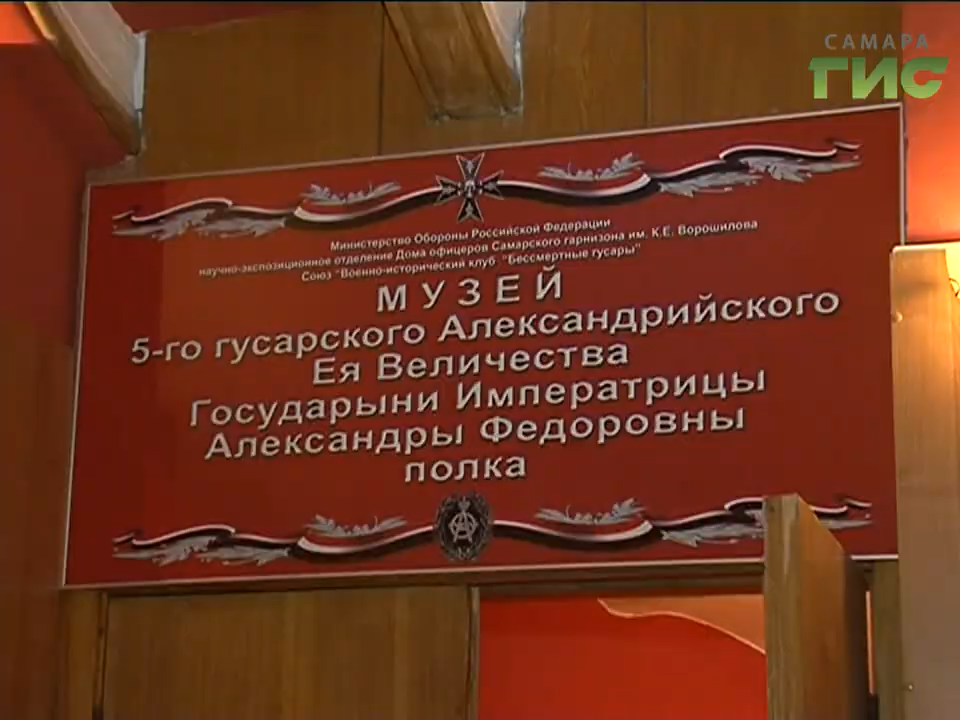 САМАРА
ГИС
Министерство Обороны Российской Федерации
научно-экспозиционное отделение Дома офицеров Самарского гарнизона им. К.Е. Ворошилова
Союз "Военно-исторический клуб "Бессмертные гусары"
МУЗЕЙ
5-го гусарского Александрийского
Ея Величества
Государыни Императрицы
Александры Федоровны
полка